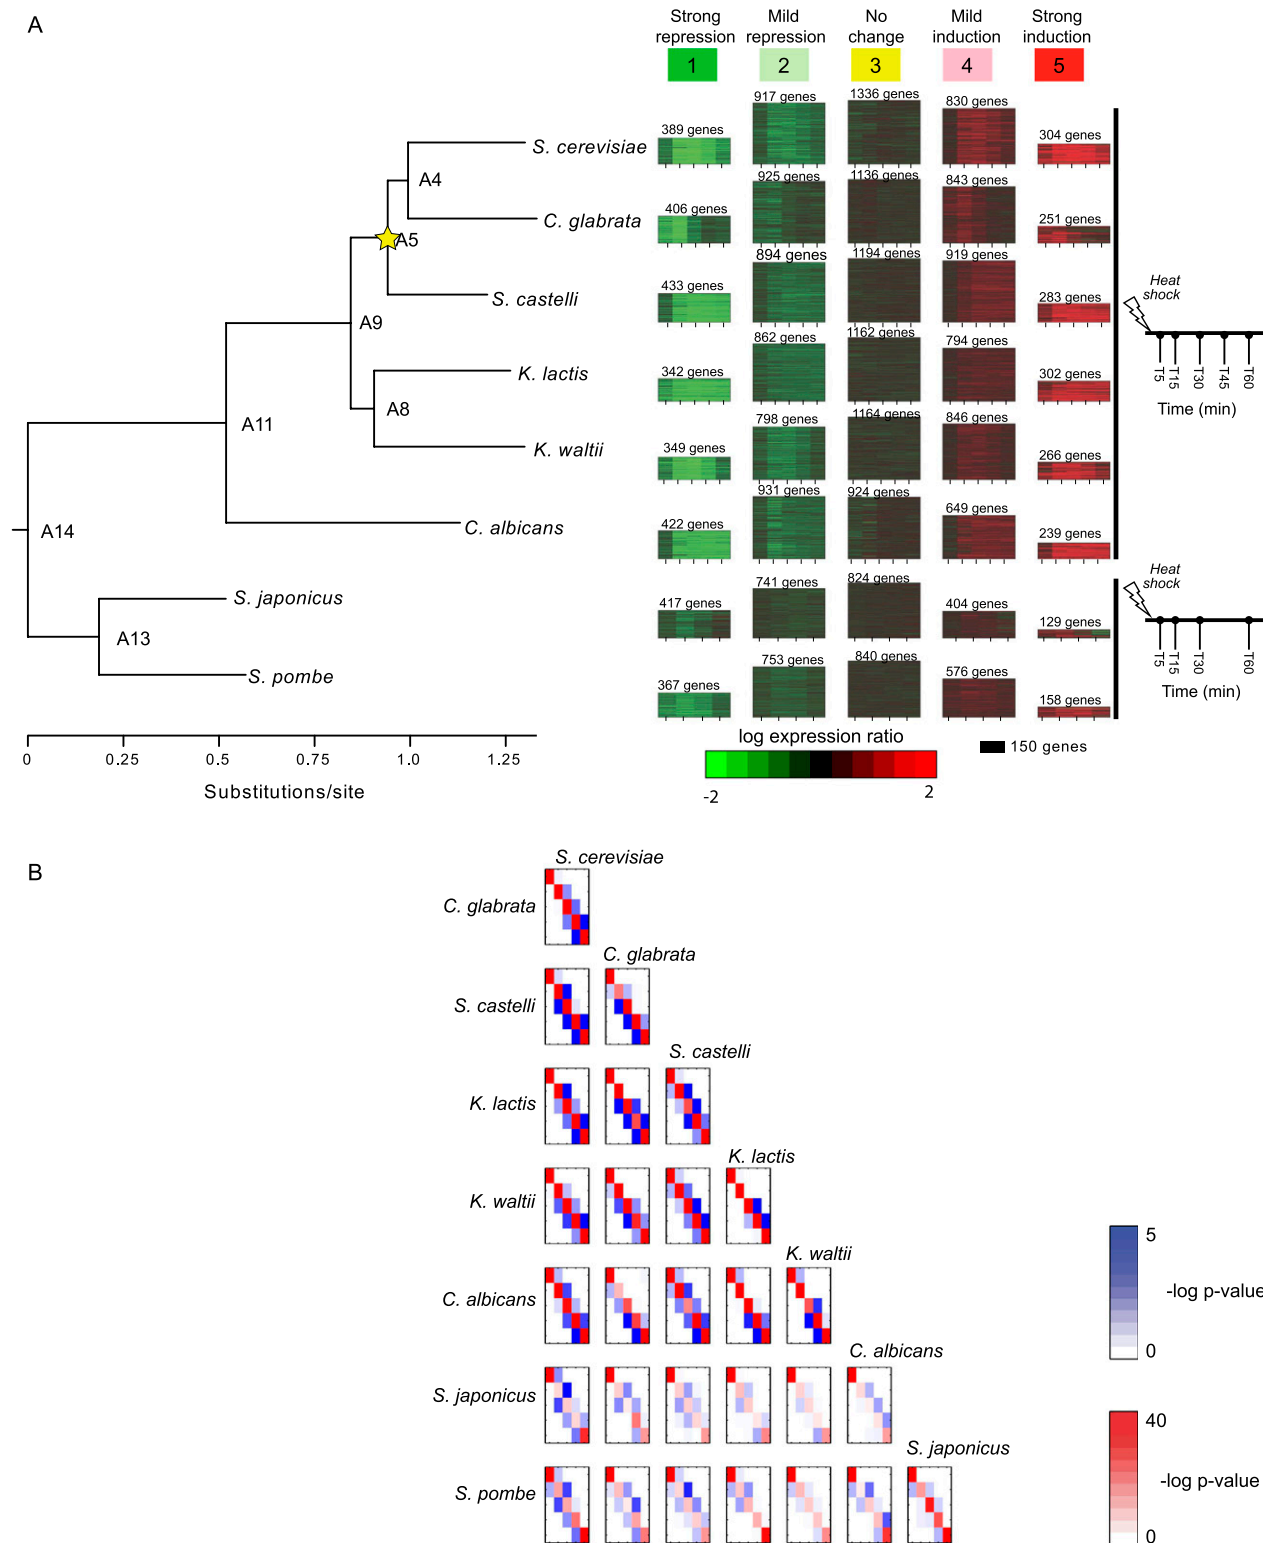 A
Strong repression
Mild repression
No change
Mild induction
Strong induction
1
2
3
4
5
917 genes
1336 genes
830 genes
389 genes
304 genes
S. cerevisiae
A4
925 genes
1136 genes
843 genes
406 genes
251 genes
C. glabrata
A5
894 genes
1194 genes
919 genes
433 genes
283 genes
S. castelli
Heat shock
A9
862 genes
1162 genes
794 genes
342 genes
302 genes
K. lactis
T5
T15
T30
T45
T60
Time (min)
A8
798 genes
1164 genes
846 genes
349 genes
266 genes
K. waltii
A11
931 genes
924 genes
649 genes
422 genes
239 genes
C. albicans
A14
Heat shock
741 genes
824 genes
404 genes
417 genes
129 genes
S. japonicus
A13
T5
T15
T30
T60
Time (min)
753 genes
840 genes
576 genes
367 genes
158 genes
S. pombe
0
0.25
0.5
0.75
1.0
1.25
Substitutions/site
log expression ratio
-2
2
150 genes
B
S. cerevisiae
C. glabrata
C. glabrata
S. castelli
S. castelli
K. lactis
K. lactis
K. waltii
K. waltii
C. albicans
C. albicans
S. japonicus
S. japonicus
S. pombe
5
-log p-value
0
40
-log p-value
0